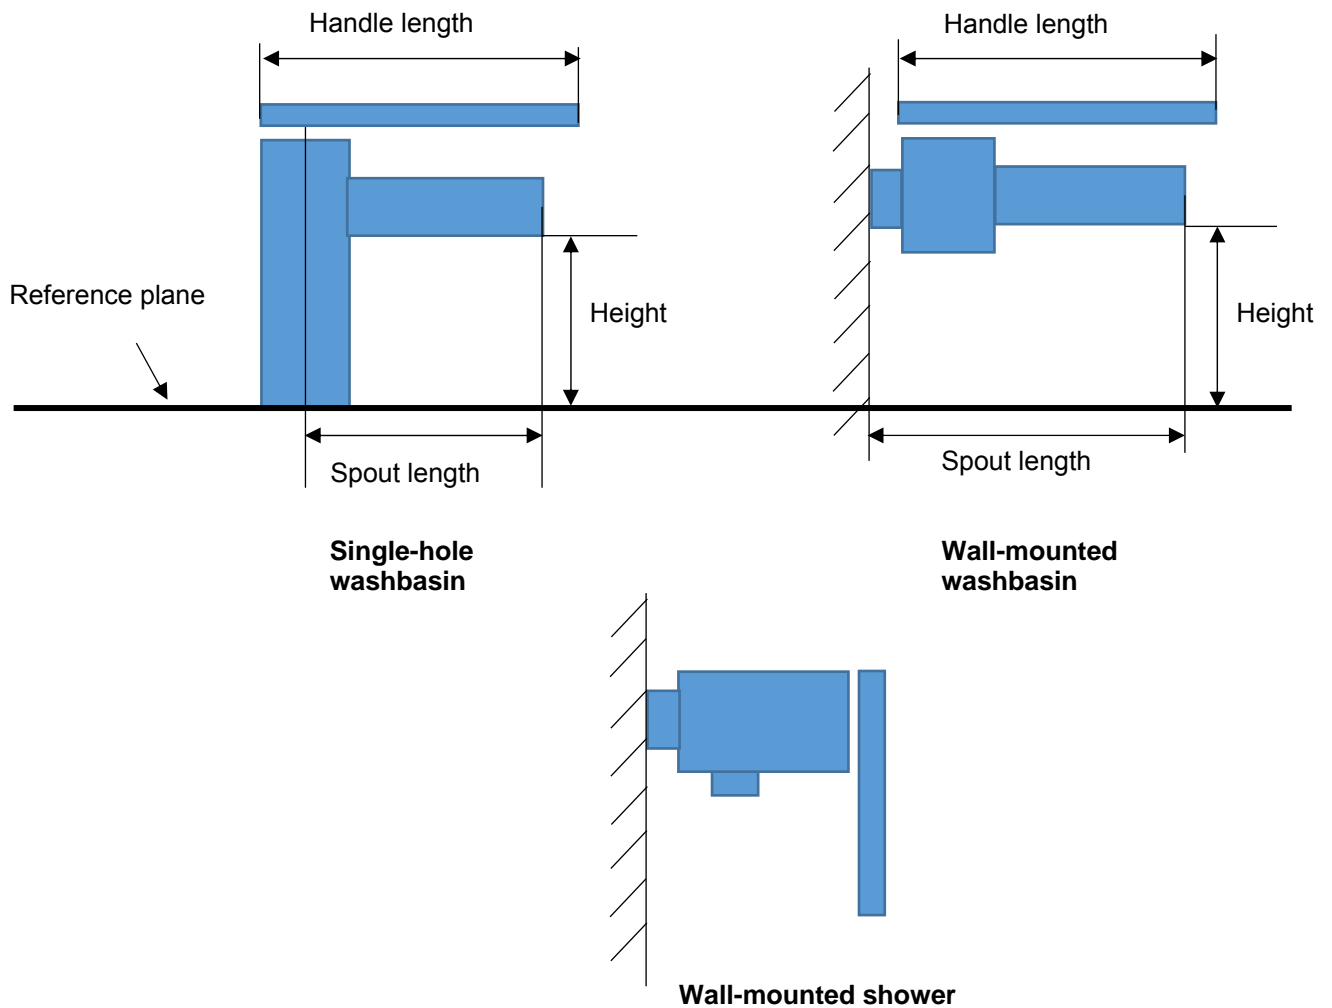 Handle length
Handle length
Reference plane
Height
Height
Spout length
Spout length
Single-hole
washbasin
Wall-mounted
washbasin
Wall-mounted shower